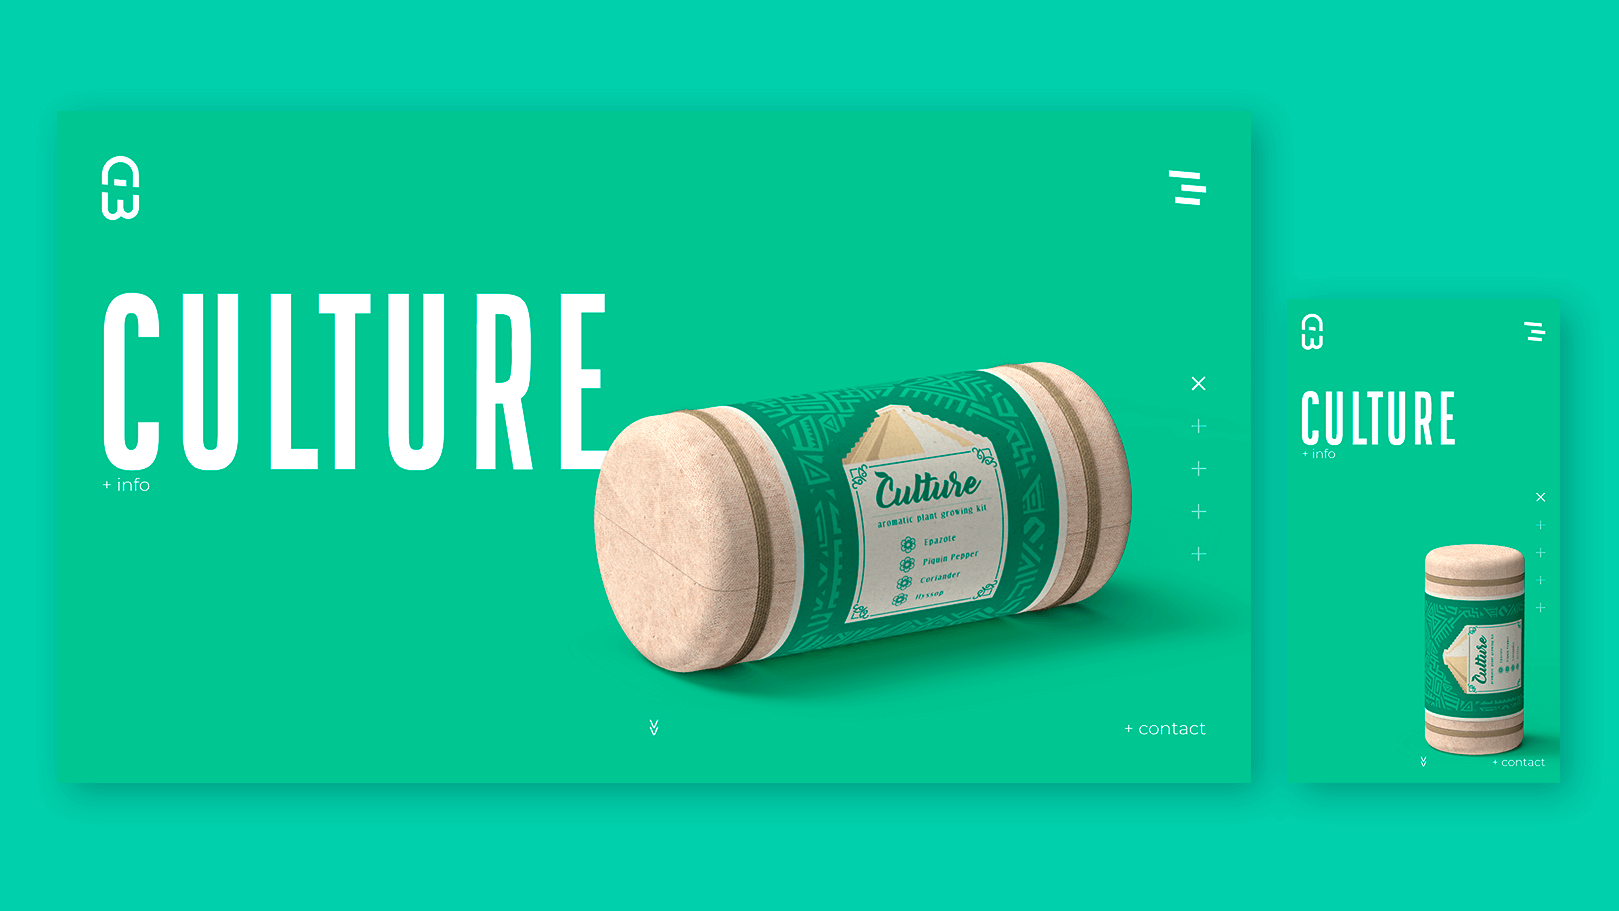 CULTURE
+ info
Culture
aromatic plant growing kit
Epazote
Piquin Pepper
Coriander
Hyssop
+ contact
CULTURE
+ info
Culture
+ contact